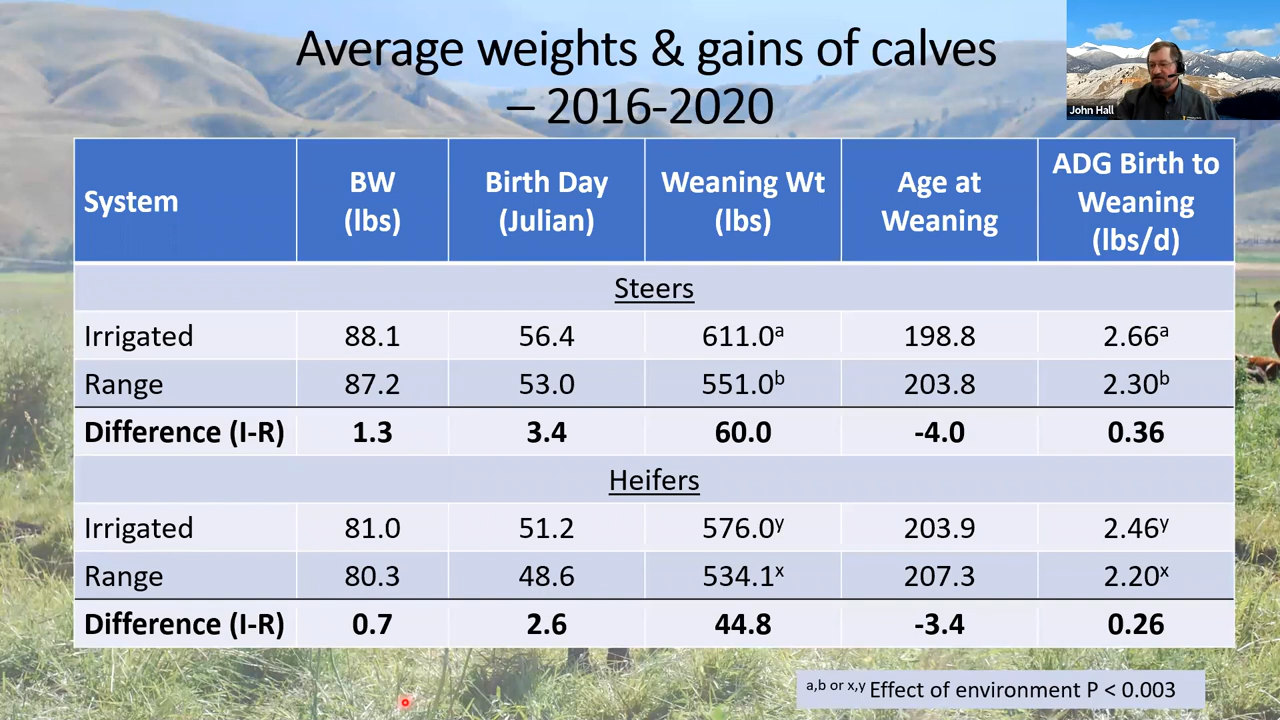 Average weights & gains of calves
– 2016-2020
John Hall
System BW (lbs) Birth Day (Julian) Weaning Wt (lbs) Age at Weaning ADG Birth to Weaning (lbs/d)
Steers
Irrigated 88.1 56.4 611.0ᵃ 198.8 2.66ᵃ
Range 87.2 53.0 551.0ᵇ 203.8 2.30ᵇ
Difference (I-R) 1.3 3.4 60.0 -4.0 0.36
Heifers
Irrigated 81.0 51.2 576.0ʸ 203.9 2.46ʸ
Range 80.3 48.6 534.1ˣ 207.3 2.20ˣ
Difference (I-R) 0.7 2.6 44.8 -3.4 0.26
ᵃ,ᵇ ᵒʳ ˣ,ʸ Effect of environment P < 0.003